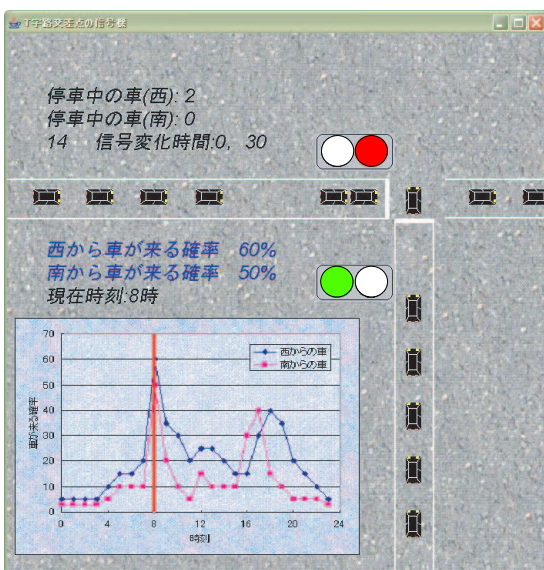 T字路交差点の信号機
停車中の車(西): 2
停車中の車(南): 0
14 信号変化時間:0, 30
西から車が来る確率 60%
南から車が来る確率 50%
現在時刻:8時
70
60
50
40
30
20
10
0
車が来る確率
西からの車
南からの車
0 4 8 12 16 20 24
時刻